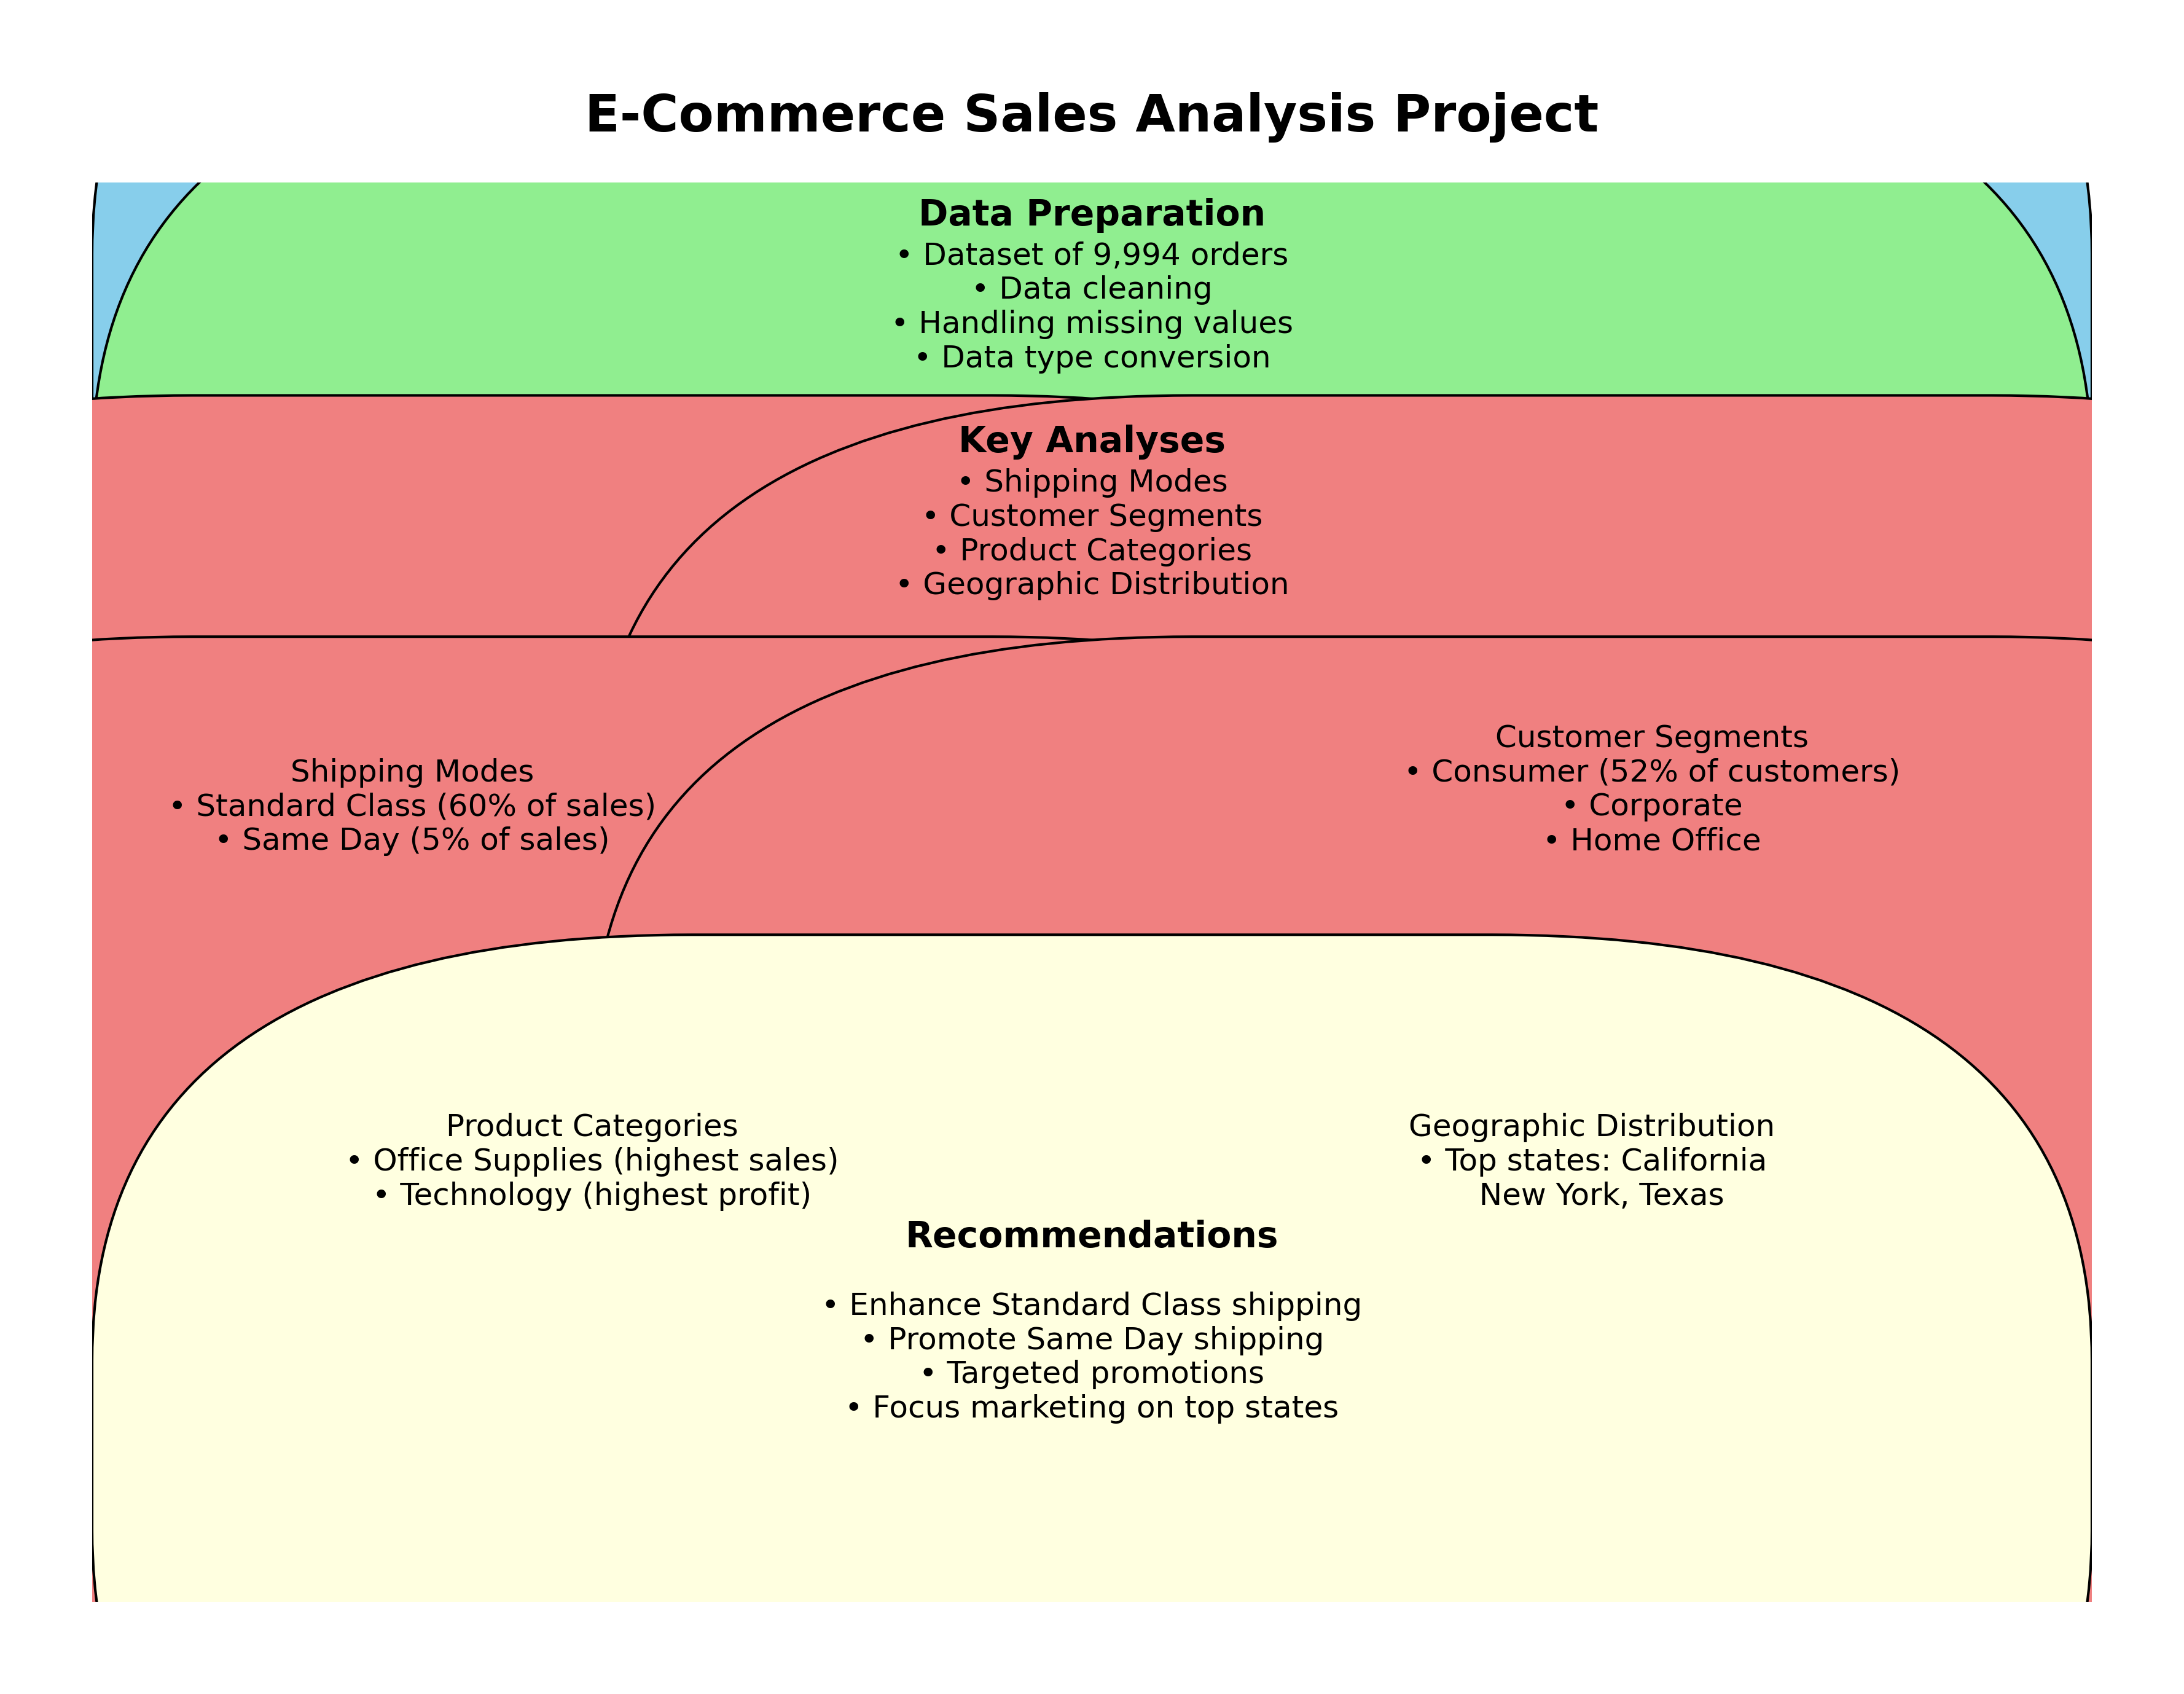 E-Commerce Sales Analysis Project
Data Preparation
• Dataset of 9,994 orders
• Data cleaning
• Handling missing values
• Data type conversion
Key Analyses
• Shipping Modes
• Customer Segments
• Product Categories
• Geographic Distribution
Shipping Modes
• Standard Class (60% of sales)
• Same Day (5% of sales)
Customer Segments
• Consumer (52% of customers)
• Corporate
• Home Office
Product Categories
• Office Supplies (highest sales)
• Technology (highest profit)
Geographic Distribution
• Top states: California
New York, Texas
Recommendations
• Enhance Standard Class shipping
• Promote Same Day shipping
• Targeted promotions
• Focus marketing on top states